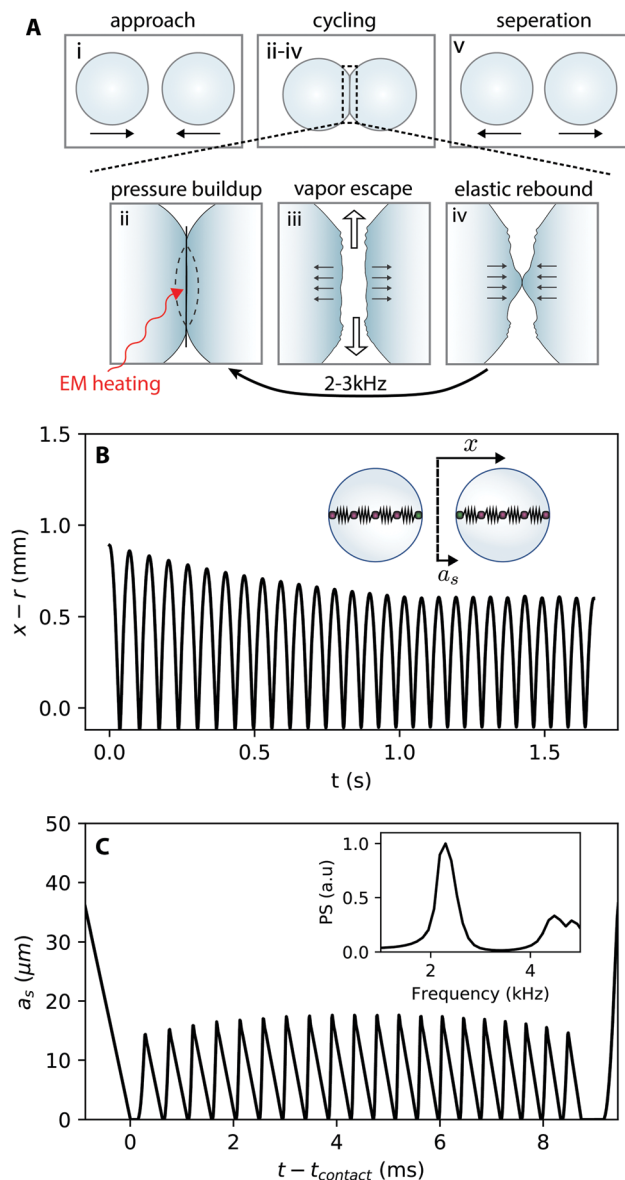 A
approach
cycling
seperation
i
ii-iv
v
pressure buildup
vapor escape
elastic rebound
ii
iii
iv
EM heating
2-3kHz
B
x
a_s
1.5
1.0
0.5
0.0
x − r (mm)
0.0
0.5
1.0
1.5
t (s)
C
50
40
30
20
10
0
a_s (μm)
1.0
0.5
0.0
PS (a.u)
2
4
Frequency (kHz)
0
2
4
6
8
t − t_contact (ms)